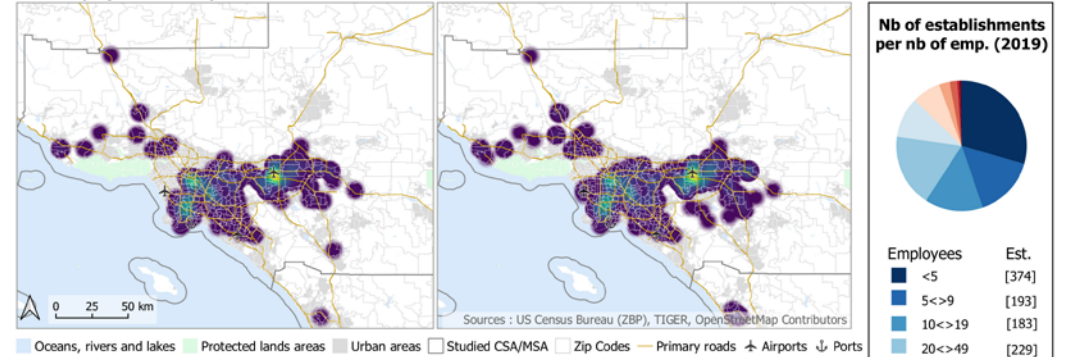 Nb of establishments
per nb of emp. (2019)
0 25 50 km
Sources : US Census Bureau (ZBP), TIGER, OpenStreetMap Contributors
Employees Est.
<5 [374]
5<>9 [193]
10<>19 [183]
20<>49 [229]
Oceans, rivers and lakes Protected lands areas Urban areas Studied CSA/MSA Zip Codes Primary roads Airports Ports